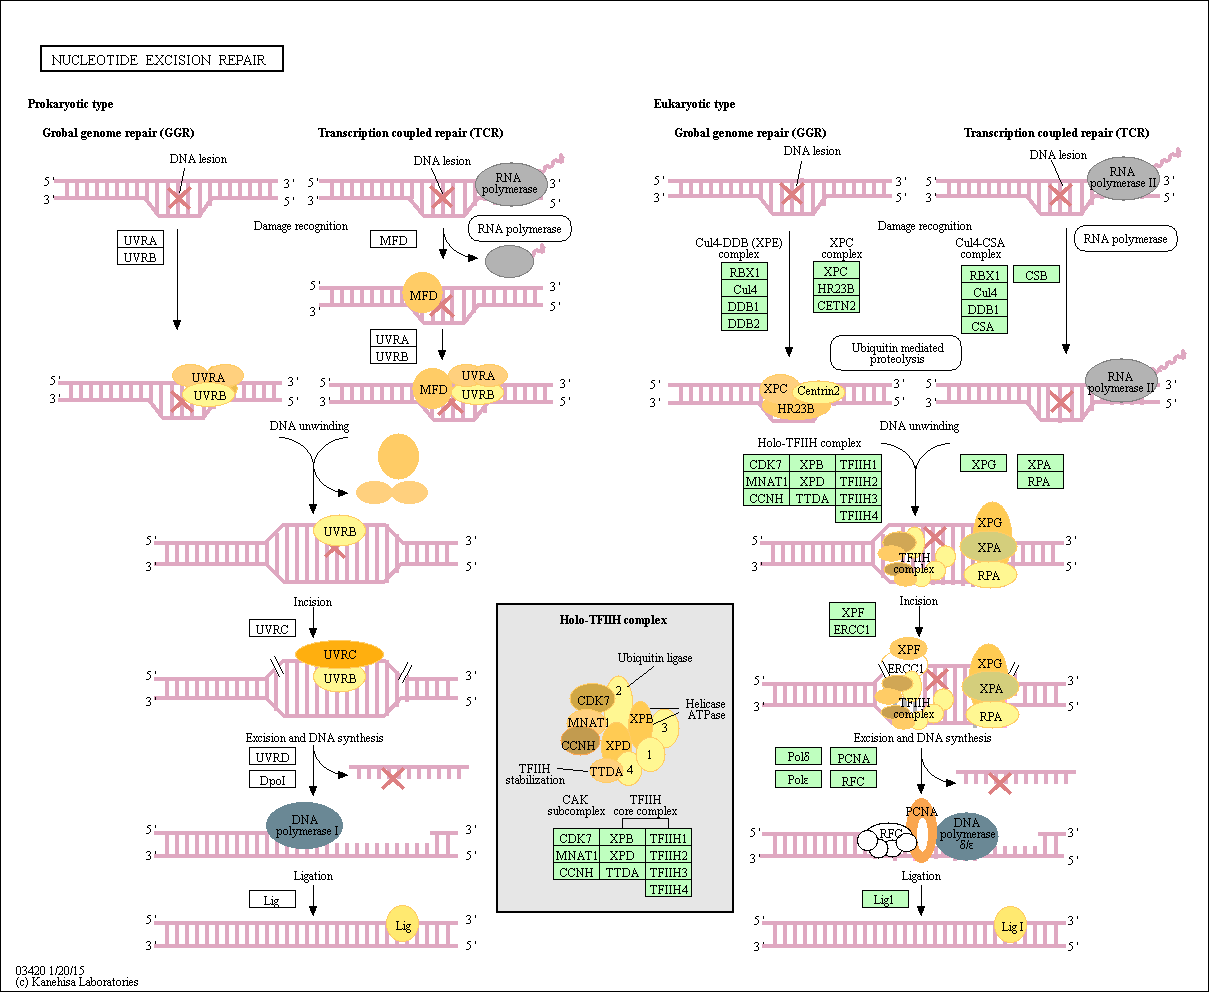 NUCLEOTIDE EXCISION REPAIR
Prokaryotic type
Grobal genome repair (GGR)
Transcription coupled repair (TCR)
DNA lesion
DNA lesion
RNA
polymerase
5'
3'
3'
5'
5'
3'
3'
5'
Damage recognition
UVRA
UVRB
MFD
RNA polymerase
MFD
5'
3'
3'
5'
UVRA
UVRB
UVRA
UVRB
5'
3'
3'
5'
MFD
UVRA
UVRB
5'
3'
3'
5'
DNA unwinding
UVRB
5'
3'
3'
5'
Incision
UVRC
UVRC
UVRB
5'
3'
3'
5'
Excision and DNA synthesis
UVRD
DpoI
DNA
polymerase I
5'
3'
3'
5'
Ligation
Lig
Lig
5'
3'
3'
5'
Eukaryotic type
Grobal genome repair (GGR)
Transcription coupled repair (TCR)
DNA lesion
DNA lesion
RNA
polymerase II
5'
3'
3'
5'
5'
3'
3'
5'
Damage recognition
RNA polymerase
Cul4-DDB (XPE)
complex
RBX1
Cul4
DDB1
DDB2
XPC
complex
XPC
HR23B
CETN2
Cul4-CSA
complex
RBX1
Cul4
DDB1
CSA
CSB
Ubiquitin mediated
proteolysis
XPC
Centrin2
HR23B
5'
3'
3'
5'
RNA
polymerase II
5'
3'
3'
5'
DNA unwinding
Holo-TFIIH complex
CDK7 XPB TFIIH1
MNAT1 XPD TFIIH2
CCNH TTDA TFIIH3
TFIIH4
XPG
XPA
RPA
XPG
XPA
RPA
TFIIH
complex
5'
3'
3'
5'
Incision
XPF
ERCC1
XPF
ERCC1
XPG
XPA
RPA
TFIIH
complex
5'
3'
3'
5'
Excision and DNA synthesis
Polδ
PCNA
Polε
RFC
PCNA
RFC
DNA
polymerase
δ/ε
5'
3'
3'
5'
Ligation
Lig1
Lig I
5'
3'
3'
5'
Holo-TFIIH complex
Ubiquitin ligase
CDK7
2
MNAT1
XPB
Helicase
ATPase
3
CCNH
XPD
1
TFIIH
stabilization
TTDA
4
CAK
subcomplex
TFIIH
core complex
CDK7 XPB TFIIH1
MNAT1 XPD TFIIH2
CCNH TTDA TFIIH3
TFIIH4
03420 1/20/15
(c) Kanehisa Laboratories